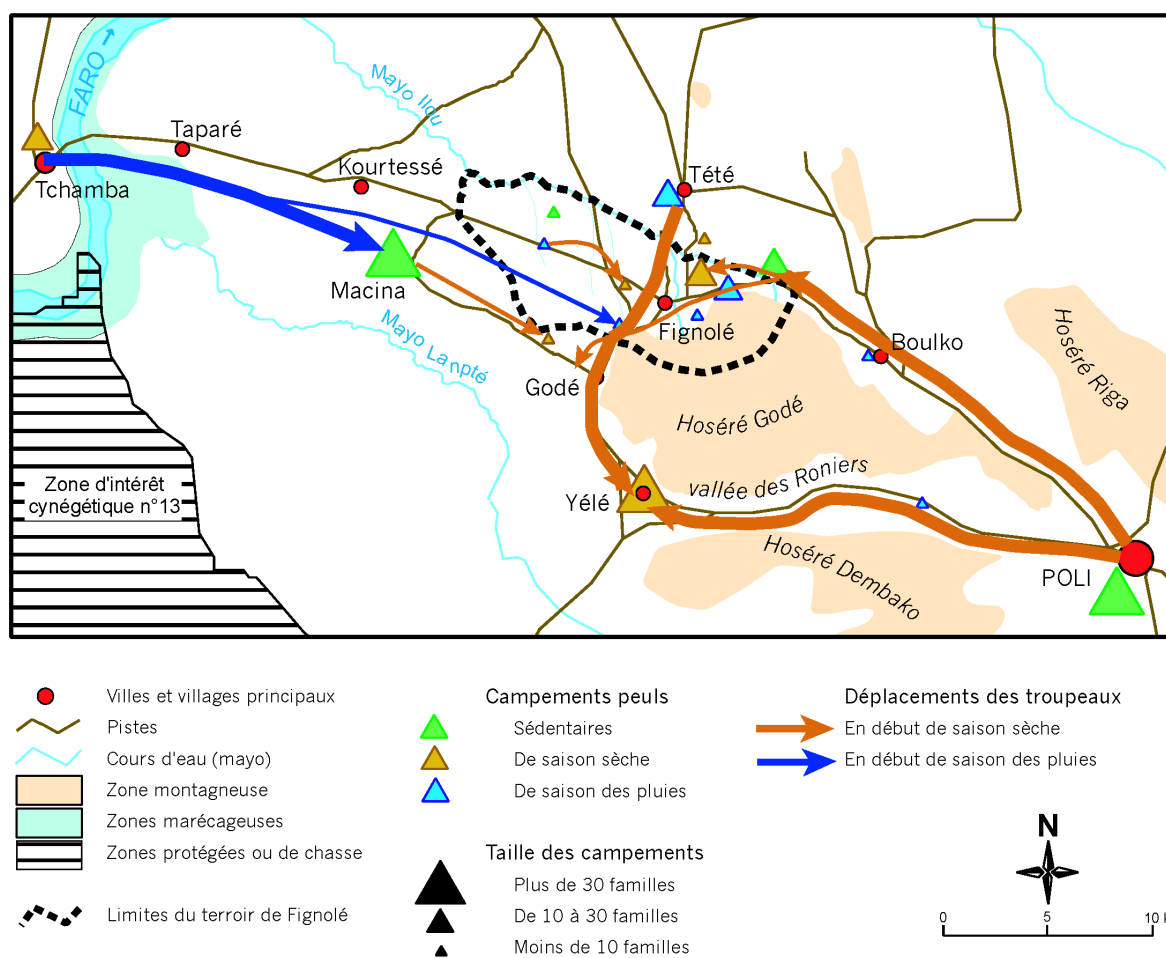 FARO →
Mayo Ilou
Taparé
Kourtessé
Tété
Tchamba
Macina
Fignolé
Boulko
Mayo Lanpté
Godé
Hoséré Godé
Hoséré Riga
Zone d'intérêt
cynégétique n°13
Yélé
vallée des Roniers
Hoséré Dembako
POLI
Villes et villages principaux
Pistes
Cours d'eau (mayo)
Zone montagneuse
Zones marécageuses
Zones protégées ou de chasse
Limites du terroir de Fignolé
Campements peuls
Sédentaires
De saison sèche
De saison des pluies
Taille des campements
Plus de 30 familles
De 10 à 30 familles
Moins de 10 familles
Déplacements des troupeaux
En début de saison sèche
En début de saison des pluies
N
0 5 10 k